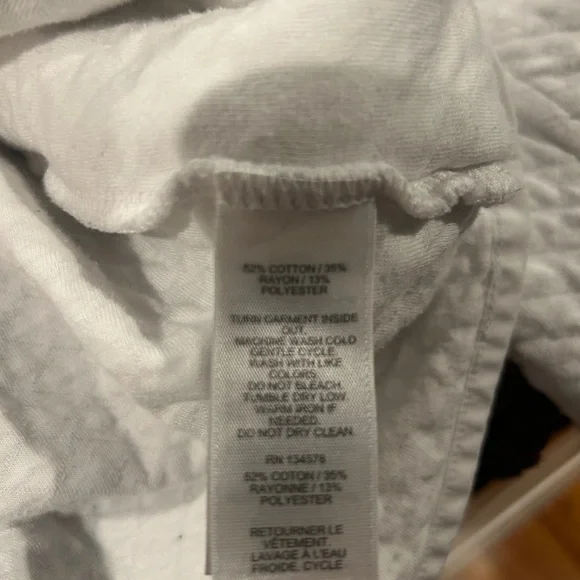 52% COTTON / 35%
RAYON / 13%
POLYESTER
TURN GARMENT INSIDE
OUT.
MACHINE WASH COLD
GENTLE CYCLE.
WASH WITH LIKE
COLORS.
DO NOT BLEACH.
TUMBLE DRY LOW.
WARM IRON IF
NEEDED.
DO NOT DRY CLEAN.
RN 134576
52% COTON / 35%
RAYONNE / 13%
POLYESTER
RETOURNER LE
VÊTEMENT.
LAVAGE À L'EAU
FROIDE, CYCLE